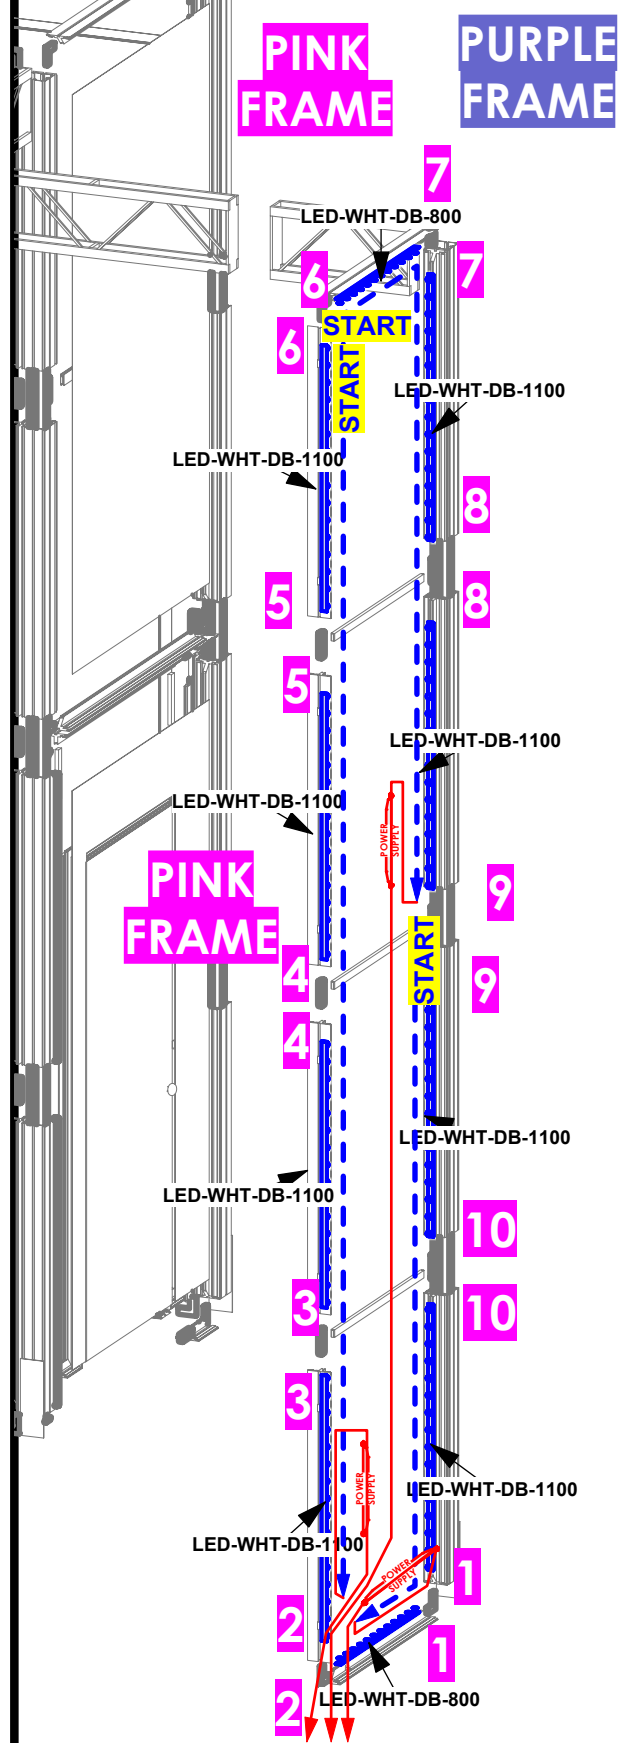 PINK
FRAME
PURPLE
FRAME
7
LED-WHT-DB-800
7
6
START
6
START
LED-WHT-DB-1100
LED-WHT-DB-1100
8
5
8
5
LED-WHT-DB-1100
LED-WHT-DB-1100
POWER
SUPPLY
PINK
FRAME
9
START
4
9
4
LED-WHT-DB-1100
LED-WHT-DB-1100
10
3
10
3
POWER
SUPPLY
LED-WHT-DB-1100
LED-WHT-DB-1100
POWER
SUPPLY
1
2
1
2
LED-WHT-DB-800